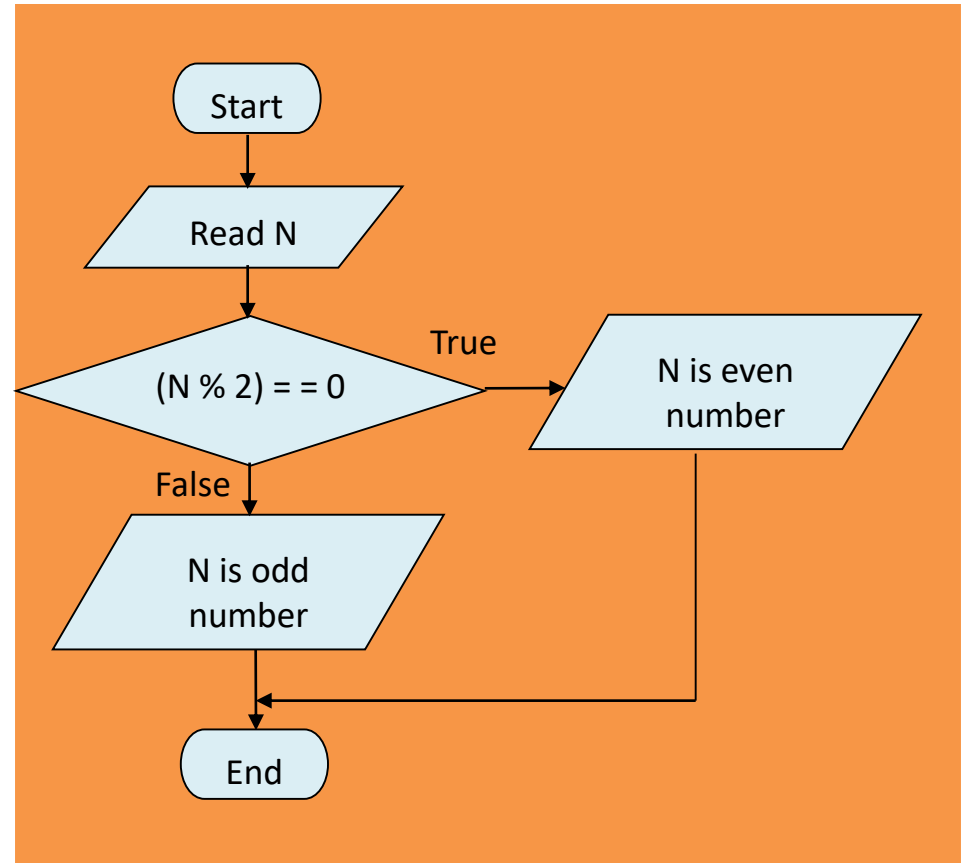 Start
Read N
True
(N % 2) = = 0
N is even
number
False
N is odd
number
End